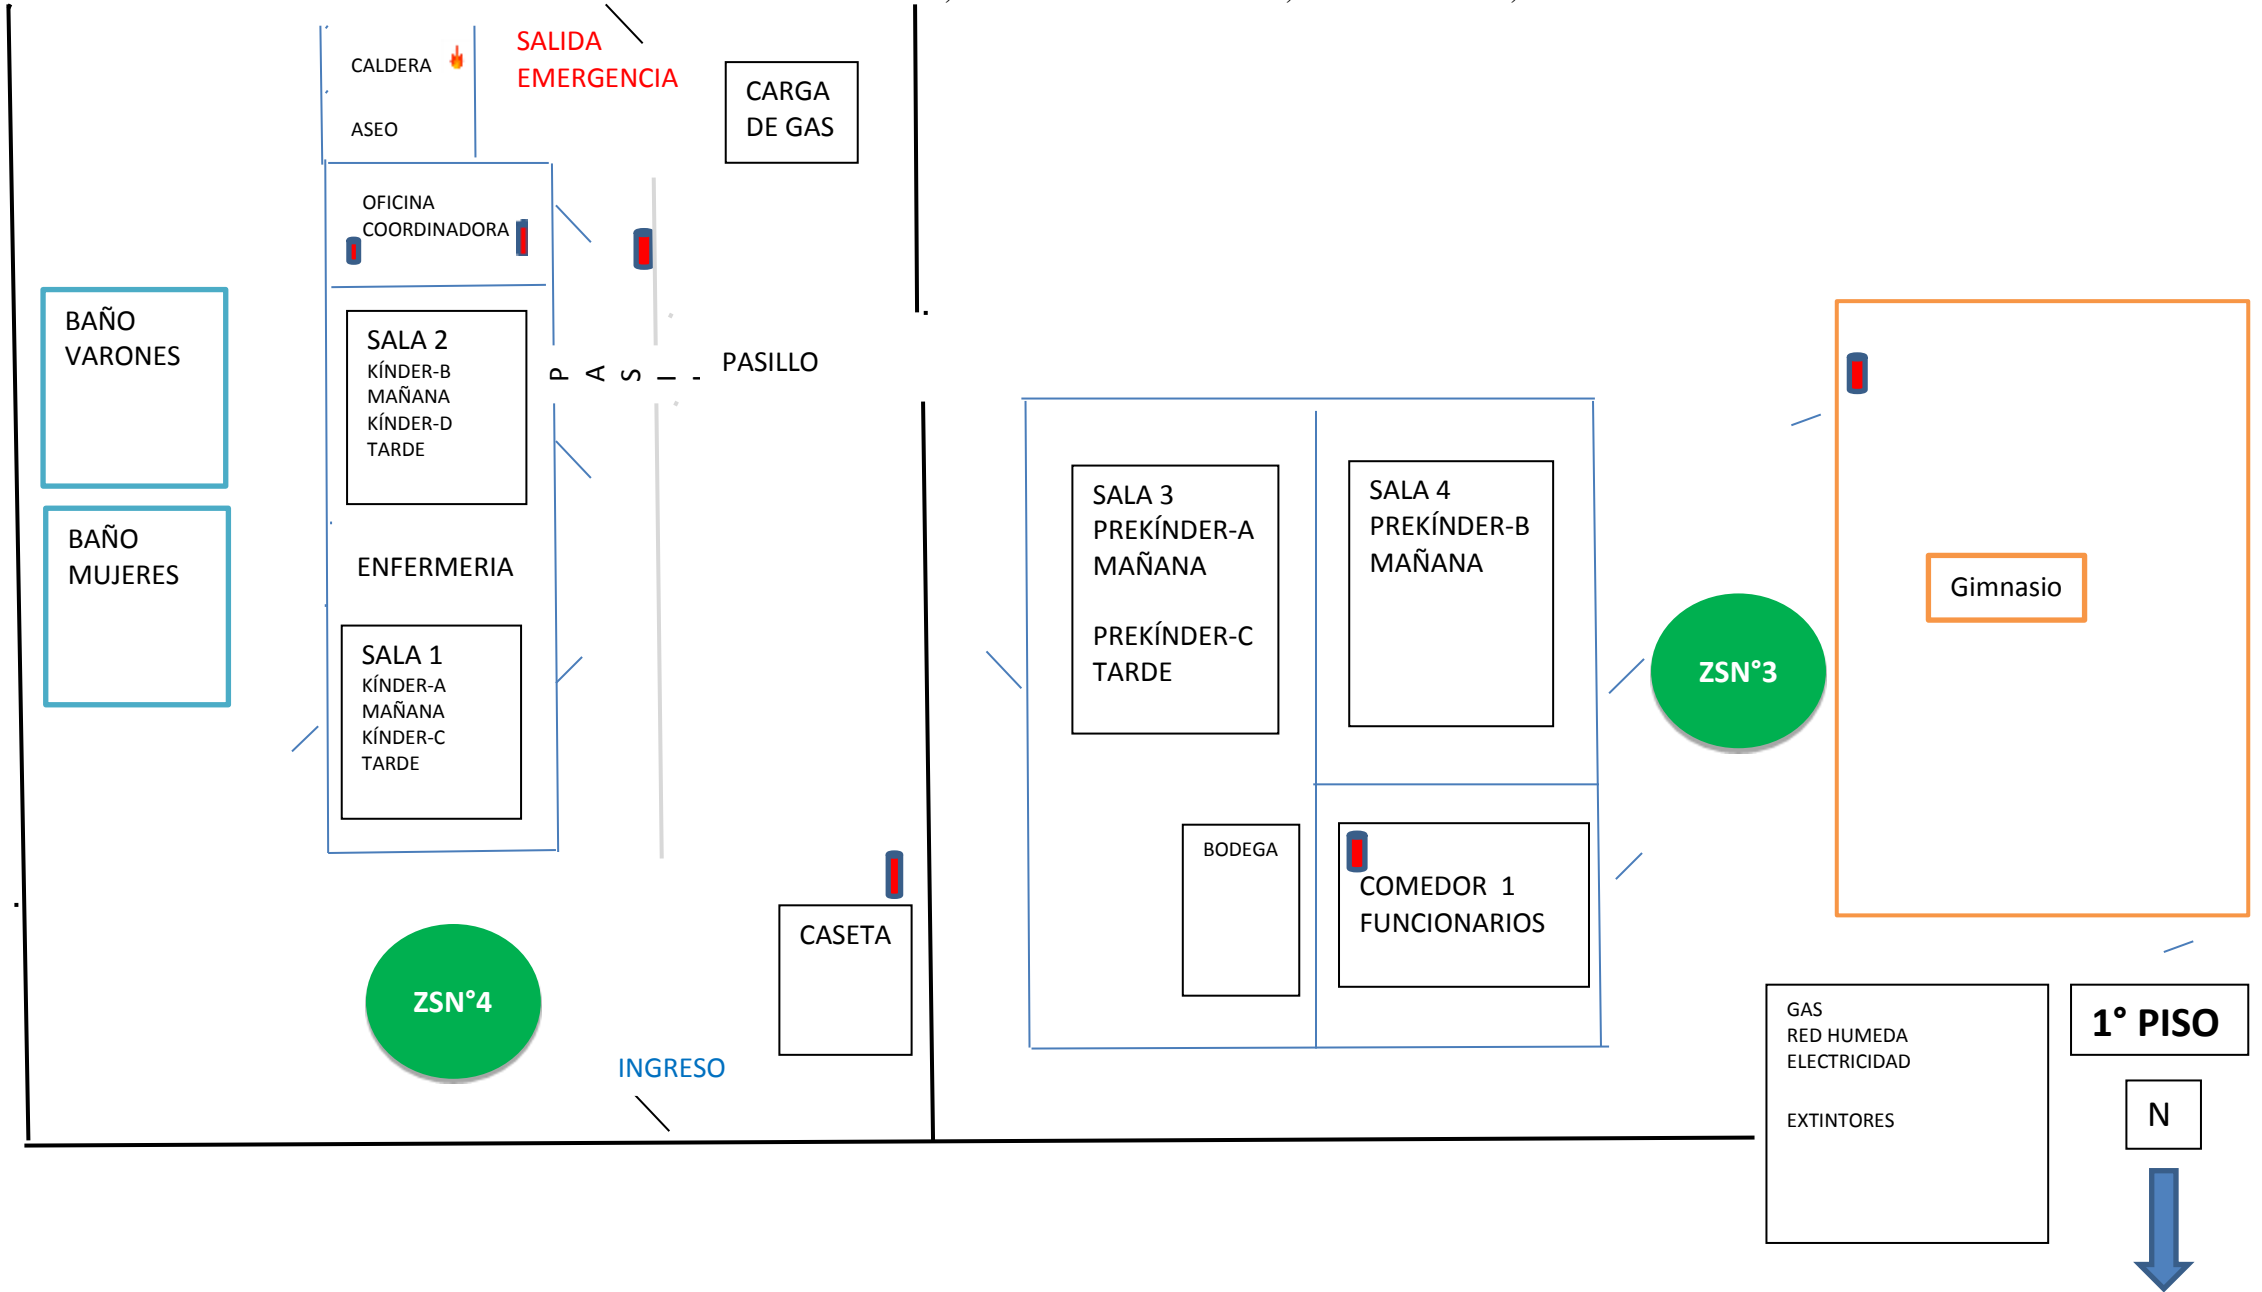 SALIDA
EMERGENCIA
CALDERA
ASEO
CARGA
DE GAS
OFICINA
COORDINADORA
BAÑO
VARONES
SALA 2
KÍNDER-B
MAÑANA
KÍNDER-D
TARDE
PASI
PASILLO
BAÑO
MUJERES
ENFERMERIA
SALA 1
KÍNDER-A
MAÑANA
KÍNDER-C
TARDE
SALA 3
PREKÍNDER-A
MAÑANA
PREKÍNDER-C
TARDE
SALA 4
PREKÍNDER-B
MAÑANA
ZSN°3
Gimnasio
BODEGA
COMEDOR 1
FUNCIONARIOS
CASETA
ZSN°4
INGRESO
GAS
RED HUMEDA
ELECTRICIDAD
EXTINTORES
1° PISO
N